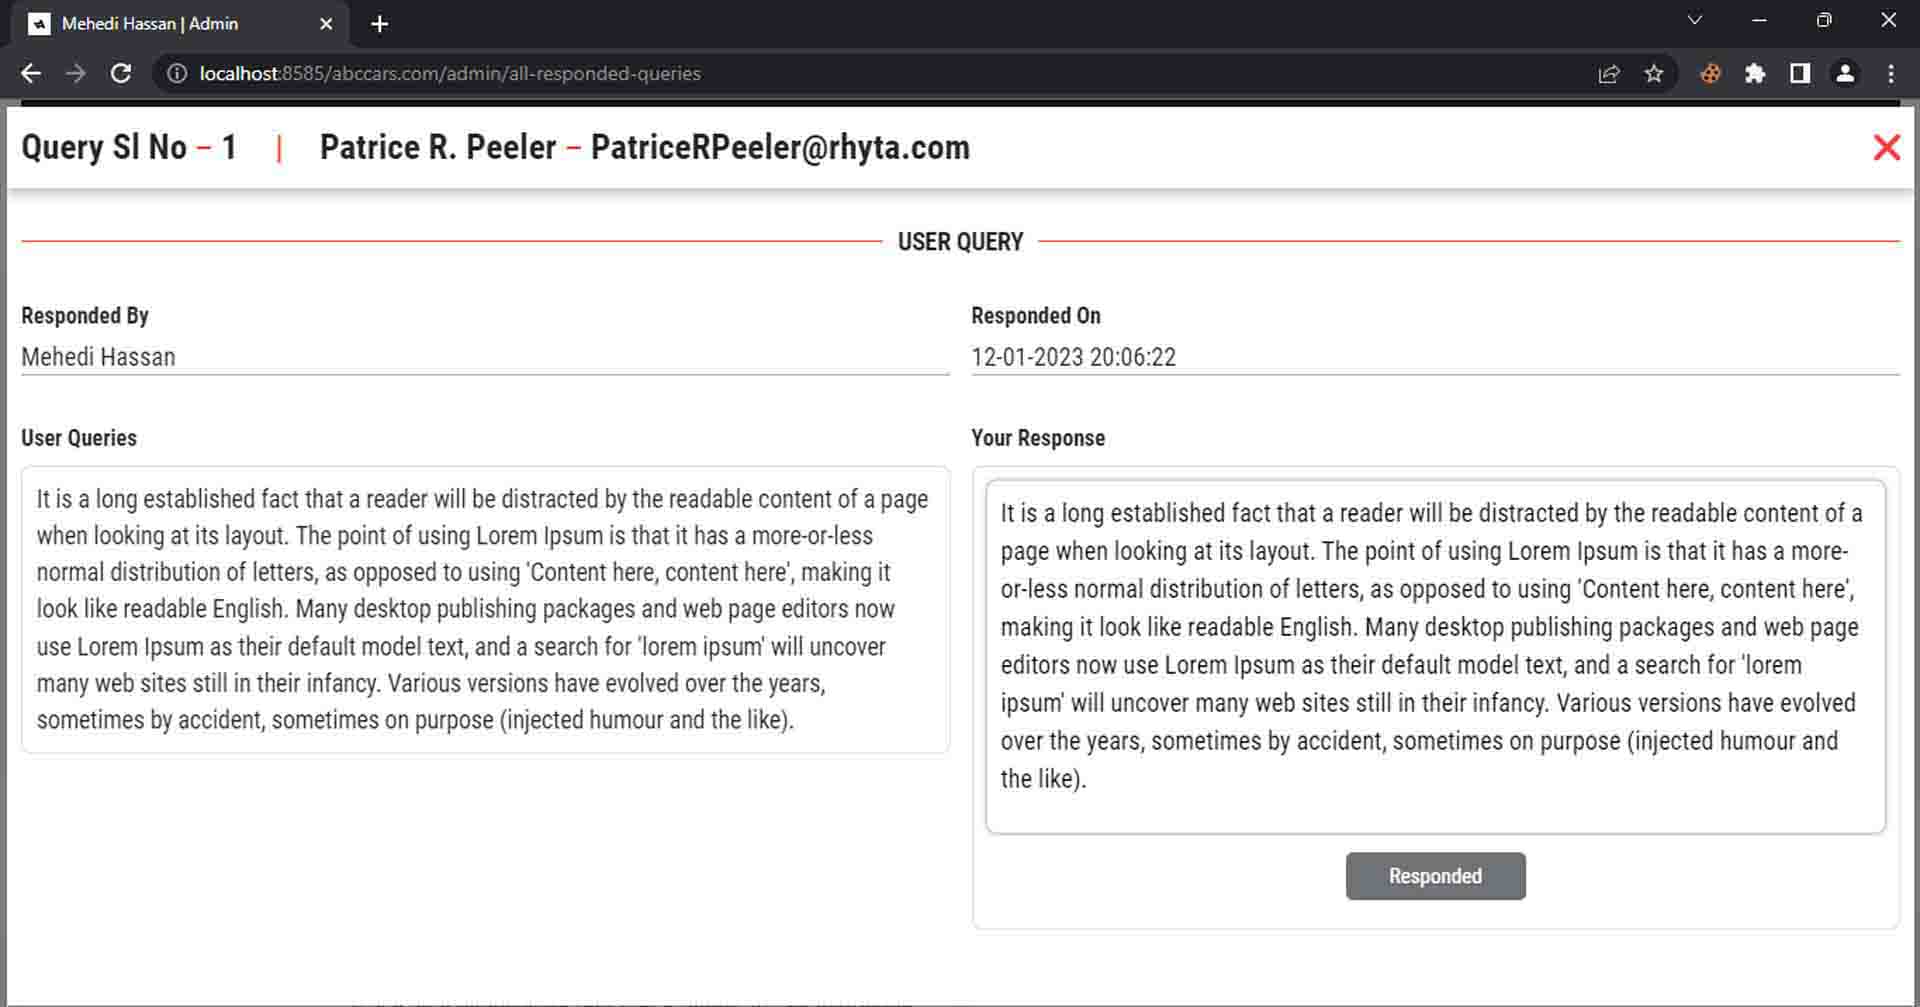 Mehedi Hassan | Admin
localhost:8585/abccars.com/admin/all-responded-queries
Query Sl No – 1 | Patrice R. Peeler – PatriceRPeeler@rhyta.com
USER QUERY
Responded By
Mehedi Hassan
Responded On
12-01-2023 20:06:22
User Queries
It is a long established fact that a reader will be distracted by the readable content of a page
when looking at its layout. The point of using Lorem Ipsum is that it has a more-or-less
normal distribution of letters, as opposed to using 'Content here, content here', making it
look like readable English. Many desktop publishing packages and web page editors now
use Lorem Ipsum as their default model text, and a search for 'lorem ipsum' will uncover
many web sites still in their infancy. Various versions have evolved over the years,
sometimes by accident, sometimes on purpose (injected humour and the like).
Your Response
It is a long established fact that a reader will be distracted by the readable content of a
page when looking at its layout. The point of using Lorem Ipsum is that it has a more-
or-less normal distribution of letters, as opposed to using 'Content here, content here',
making it look like readable English. Many desktop publishing packages and web page
editors now use Lorem Ipsum as their default model text, and a search for 'lorem
ipsum' will uncover many web sites still in their infancy. Various versions have evolved
over the years, sometimes by accident, sometimes on purpose (injected humour and
the like).
Responded